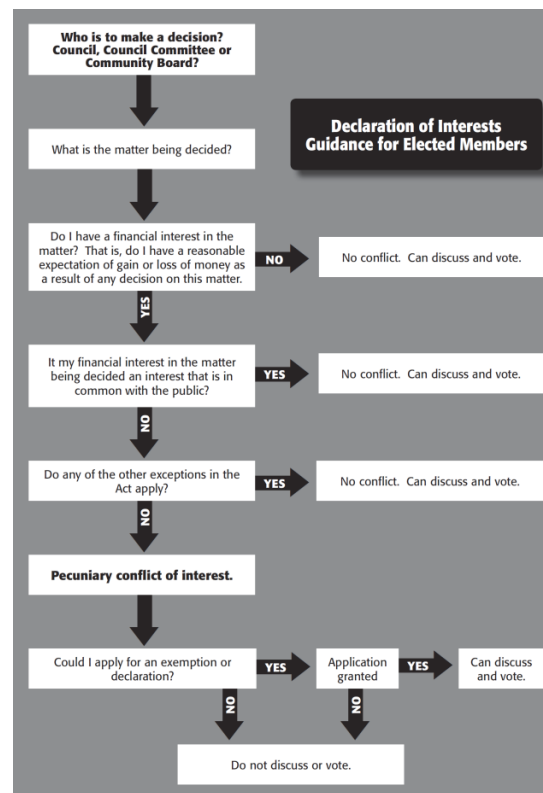 Who is to make a decision?
Council, Council Committee or
Community Board?
Declaration of Interests
Guidance for Elected Members
What is the matter being decided?
Do I have a financial interest in the
matter? That is, do I have a reasonable
expectation of gain or loss of money as
a result of any decision on this matter.
NO
No conflict. Can discuss and vote.
YES
It my financial interest in the matter
being decided an interest that is in
common with the public?
YES
No conflict. Can discuss and vote.
NO
Do any of the other exceptions in the
Act apply?
YES
No conflict. Can discuss and vote.
NO
Pecuniary conflict of interest.
Could I apply for an exemption or
declaration?
YES
Application
granted
YES
Can discuss
and vote.
NO
NO
Do not discuss or vote.